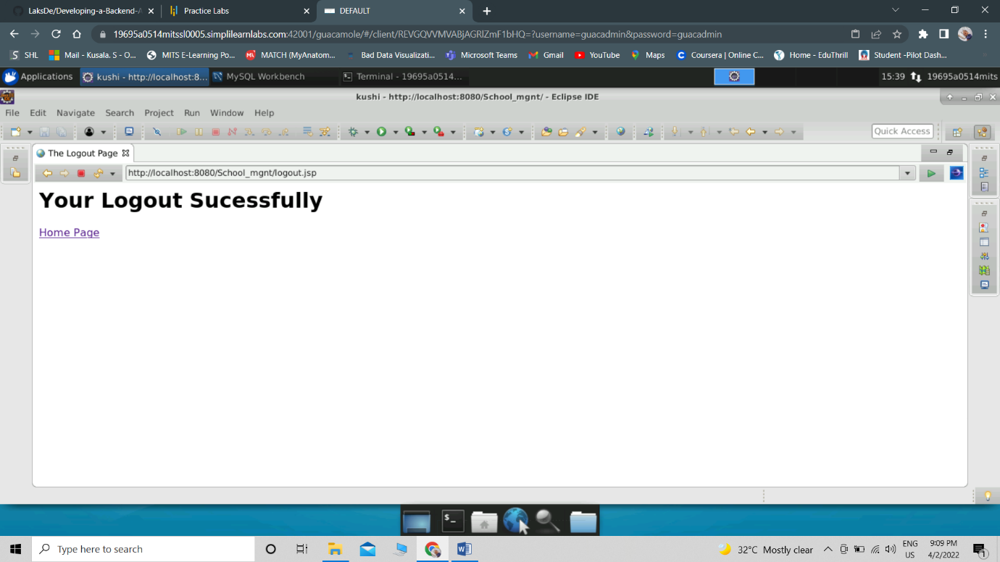 LaksDe/Developing-a-Backend-A
Practice Labs
DEFAULT
19695a0514mitssl0005.simplilearnlabs.com:42001/guacamole/#/client/REVGQVVMVABjAGRlZmF1bHQ=?username=guacadmin&password=guacadmin
SHL
Mail - Kusala. S - O...
MITS E-Learning Po...
MATCH (MyAnatom...
Bad Data Visualizati...
Microsoft Teams
Gmail
YouTube
Maps
Coursera | Online C...
Home - EduThrill
Student -Pilot Dash...
Applications
kushi - http://localhost:8...
MySQL Workbench
Terminal - 19695a0514...
15:39
19695a0514mits
kushi - http://localhost:8080/School_mgnt/ - Eclipse IDE
File Edit Navigate Search Project Run Window Help
Quick Access
The Logout Page
http://localhost:8080/School_mgnt/logout.jsp
Your Logout Sucessfully
Home Page
Type here to search
32°C Mostly clear
ENG
US
9:09 PM
4/2/2022
1